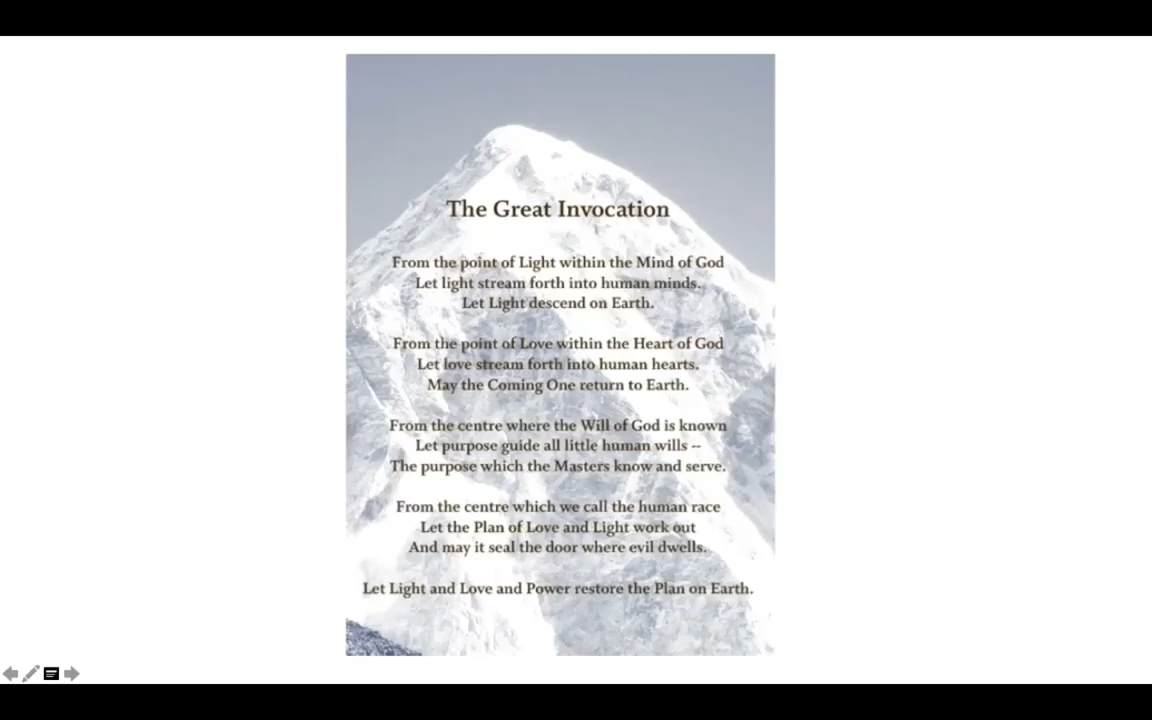 The Great Invocation
From the point of Light within the Mind of God
Let light stream forth into human minds.
Let Light descend on Earth.
From the point of Love within the Heart of God
Let love stream forth into human hearts.
May the Coming One return to Earth.
From the centre where the Will of God is known
Let purpose guide all little human wills --
The purpose which the Masters know and serve.
From the centre which we call the human race
Let the Plan of Love and Light work out
And may it seal the door where evil dwells.
Let Light and Love and Power restore the Plan on Earth.